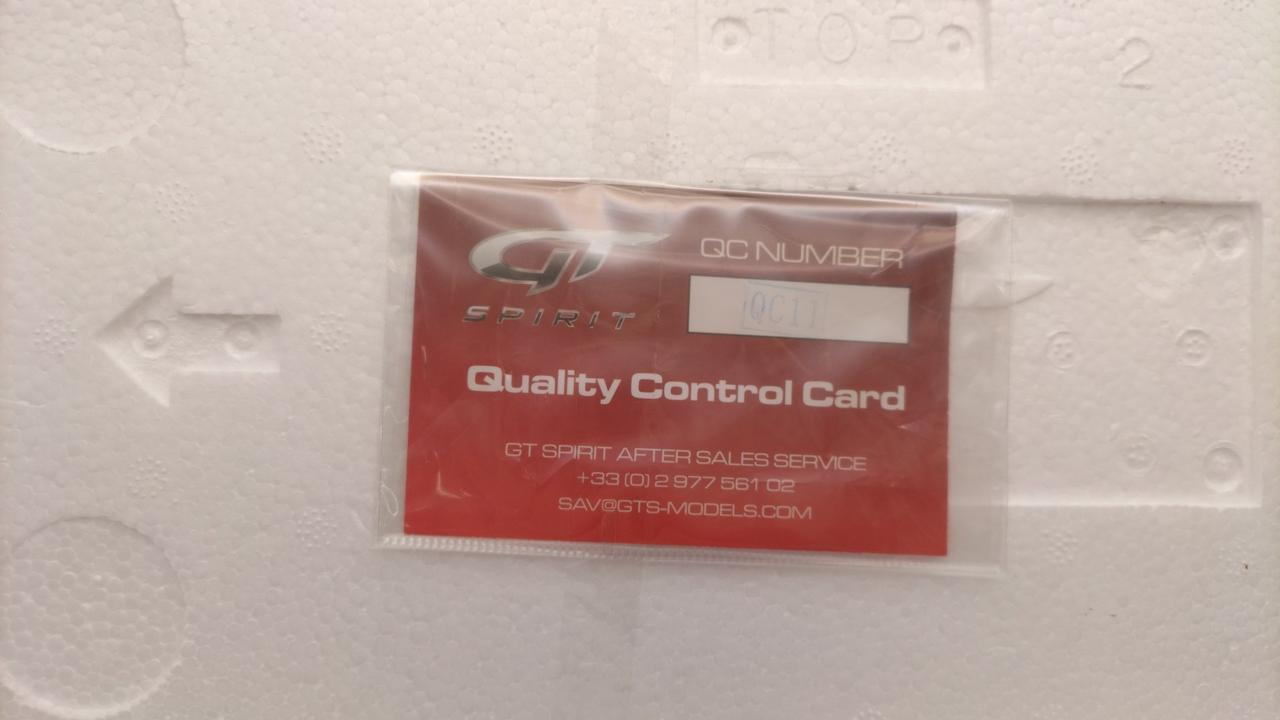 TOP
2
GT
SPIRIT
QC NUMBER
QC11
Quality Control Card
GT SPIRIT AFTER SALES SERVICE
+33 (0) 2 977 561 02
SAV@GTS-MODELS.COM